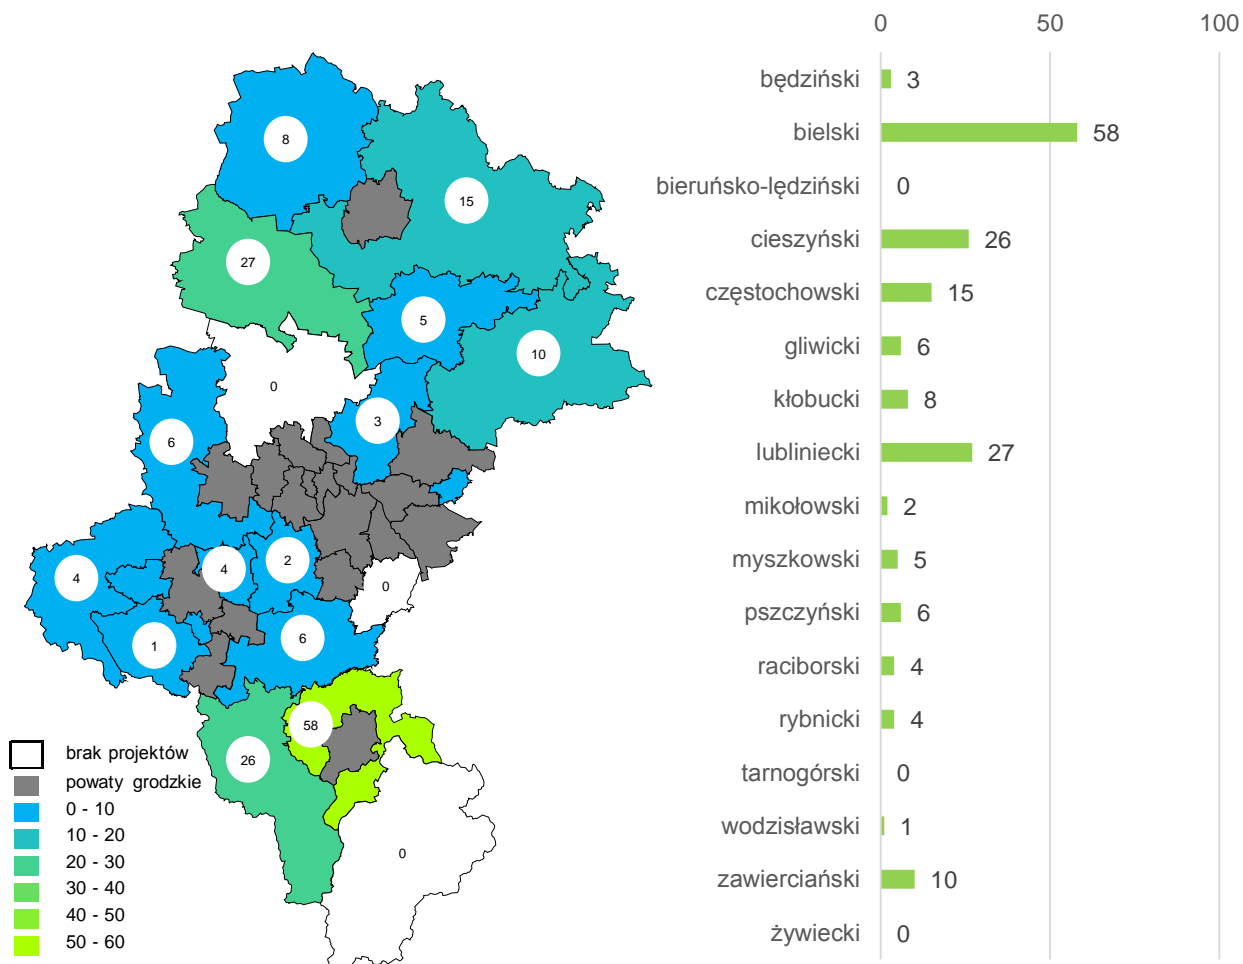 8
15
27
5
10
0
3
6
4
4
2
0
1
6
58
26
0
brak projektów
powaty grodzkie
0 - 10
10 - 20
20 - 30
30 - 40
40 - 50
50 - 60
0 50 100
będziński 3
bielski 58
bieruńsko-lędziński 0
cieszyński 26
częstochowski 15
gliwicki 6
kłobucki 8
lubliniecki 27
mikołowski 2
myszkowski 5
pszczyński 6
raciborski 4
rybnicki 4
tarnogórski 0
wodzisławski 1
zawierciański 10
żywiecki 0